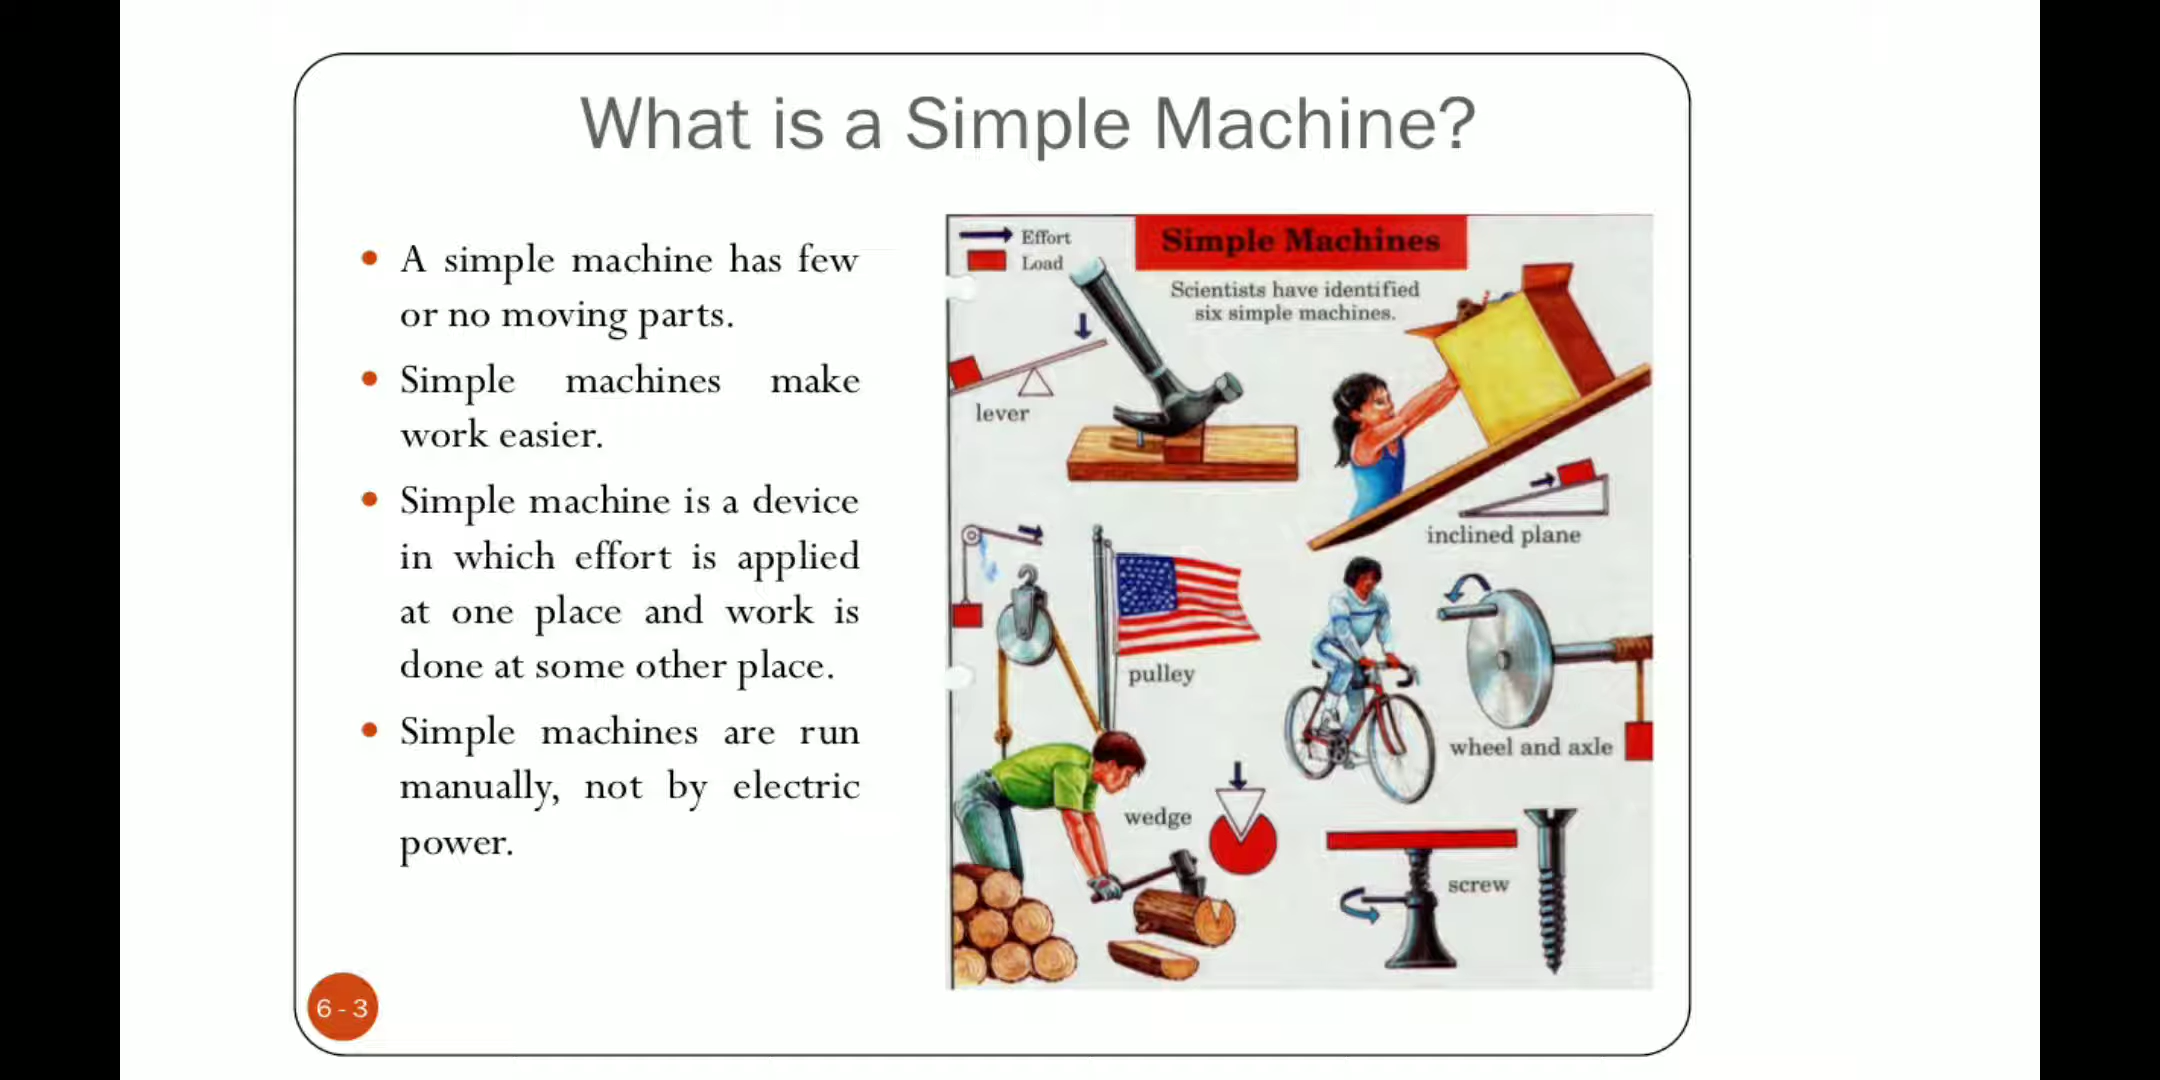 What is a Simple Machine?
A simple machine has few
or no moving parts.
Simple machines make
work easier.
Simple machine is a device
in which effort is applied
at one place and work is
done at some other place.
Simple machines are run
manually, not by electric
power.
6 - 3
Effort
Load
Simple Machines
Scientists have identified
six simple machines.
lever
inclined plane
pulley
wheel and axle
wedge
screw